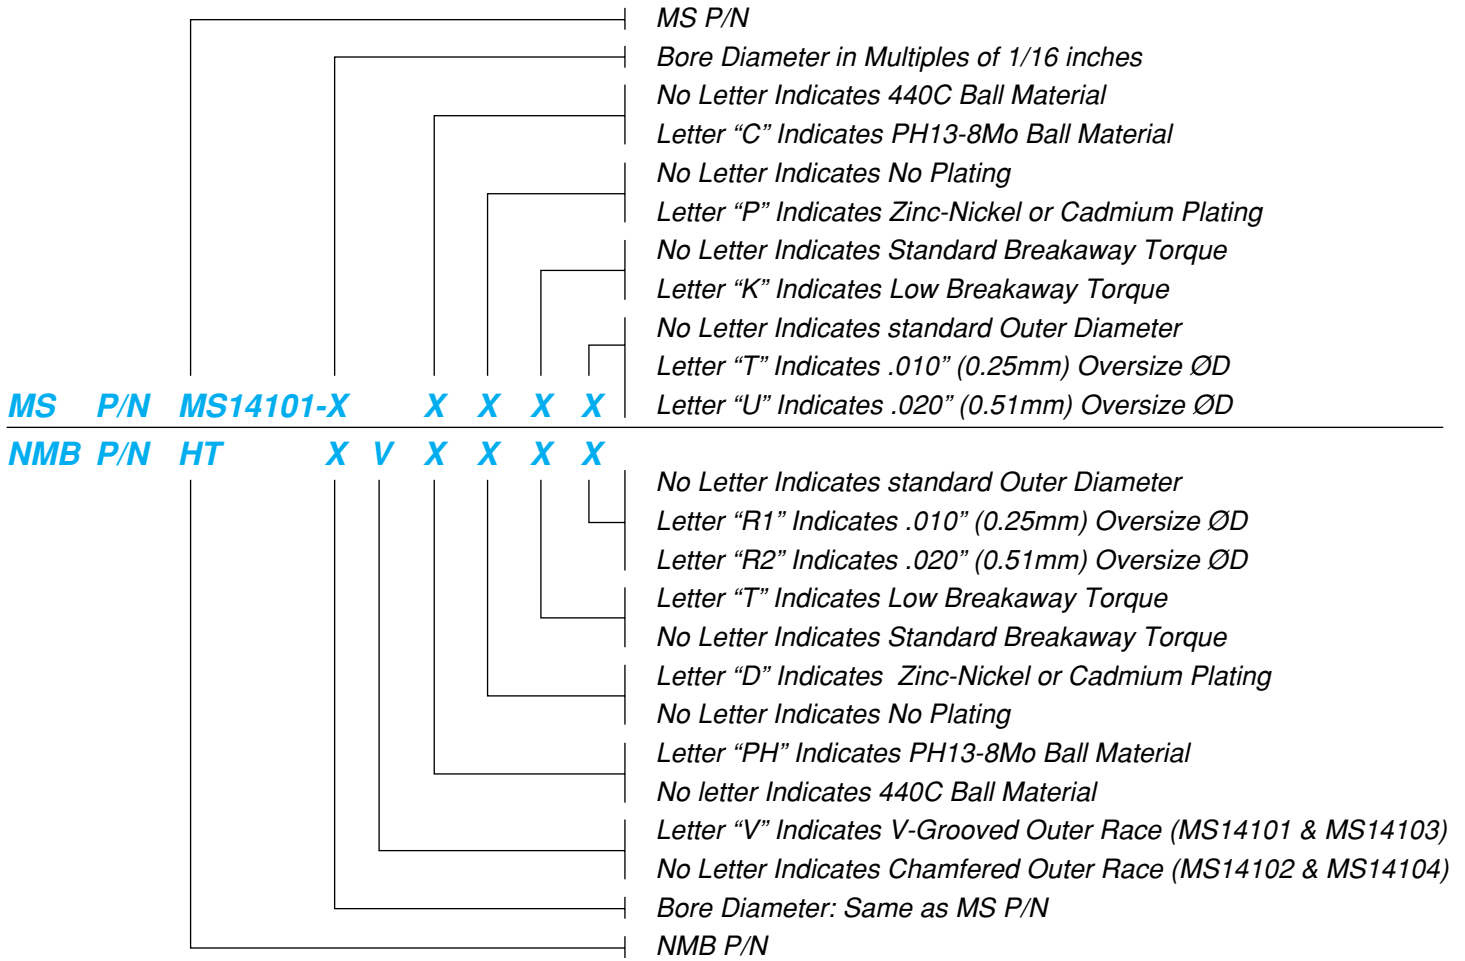 MS P/N
Bore Diameter in Multiples of 1/16 inches
No Letter Indicates 440C Ball Material
Letter “C” Indicates PH13-8Mo Ball Material
No Letter Indicates No Plating
Letter “P” Indicates Zinc-Nickel or Cadmium Plating
No Letter Indicates Standard Breakaway Torque
Letter “K” Indicates Low Breakaway Torque
No Letter Indicates standard Outer Diameter
Letter “T” Indicates .010” (0.25mm) Oversize ØD
MS P/N MS14101-X X X X X Letter “U” Indicates .020” (0.51mm) Oversize ØD
NMB P/N HT X V X X X X
No Letter Indicates standard Outer Diameter
Letter “R1” Indicates .010” (0.25mm) Oversize ØD
Letter “R2” Indicates .020” (0.51mm) Oversize ØD
Letter “T” Indicates Low Breakaway Torque
No Letter Indicates Standard Breakaway Torque
Letter “D” Indicates Zinc-Nickel or Cadmium Plating
No Letter Indicates No Plating
Letter “PH” Indicates PH13-8Mo Ball Material
No letter Indicates 440C Ball Material
Letter “V” Indicates V-Grooved Outer Race (MS14101 & MS14103)
No Letter Indicates Chamfered Outer Race (MS14102 & MS14104)
Bore Diameter: Same as MS P/N
NMB P/N